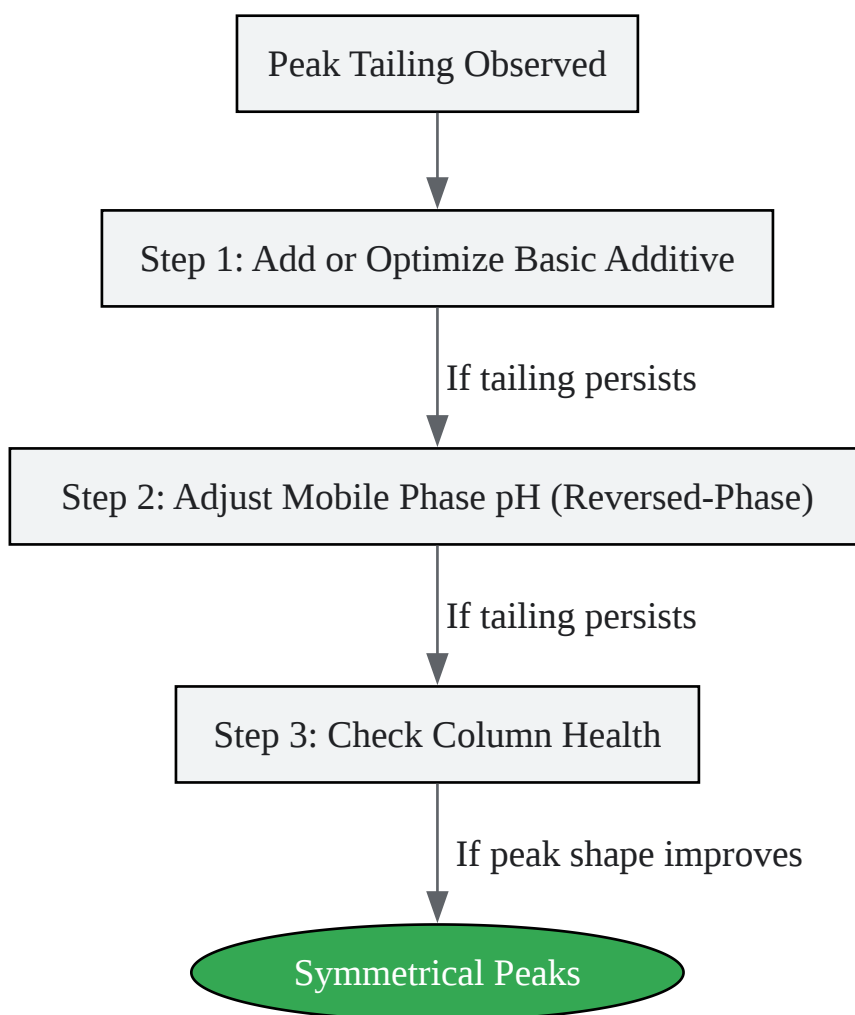 Peak Tailing Observed
Step 1: Add or Optimize Basic Additive
If tailing persists
Step 2: Adjust Mobile Phase pH (Reversed-Phase)
If tailing persists
Step 3: Check Column Health
If peak shape improves
Symmetrical Peaks